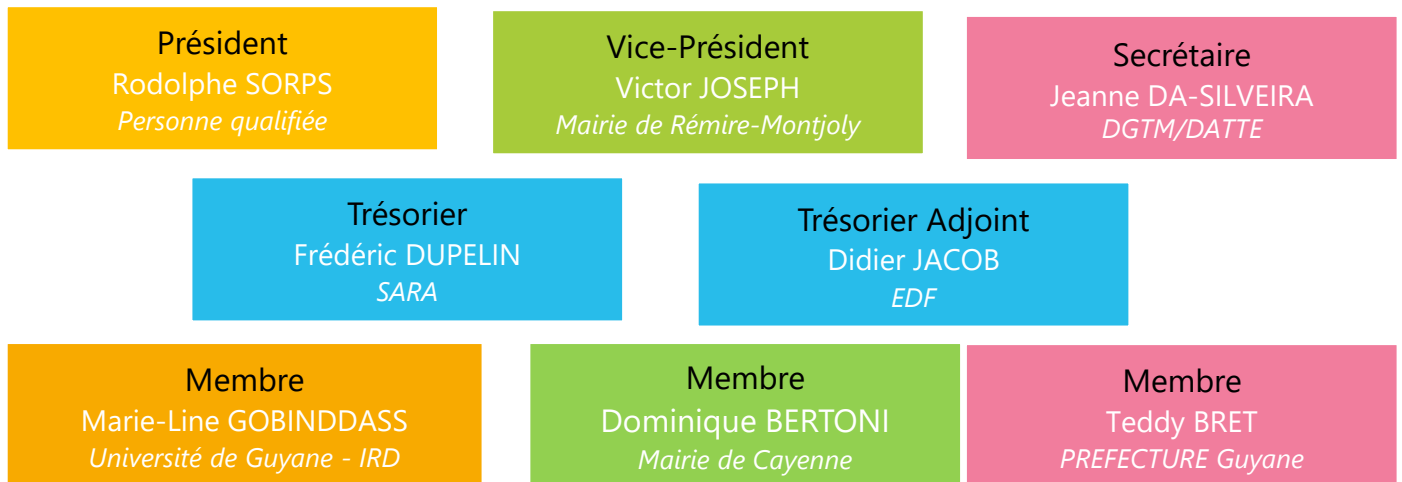 Président
Rodolphe SORPS
Personne qualifiée
Vice-Président
Victor JOSEPH
Mairie de Rémire-Montjoly
Secrétaire
Jeanne DA-SILVEIRA
DGTM/DATTE
Trésorier
Frédéric DUPELIN
SARA
Trésorier Adjoint
Didier JACOB
EDF
Membre
Marie-Line GOBINDDASS
Université de Guyane - IRD
Membre
Dominique BERTONI
Mairie de Cayenne
Membre
Teddy BRET
PREFECTURE Guyane